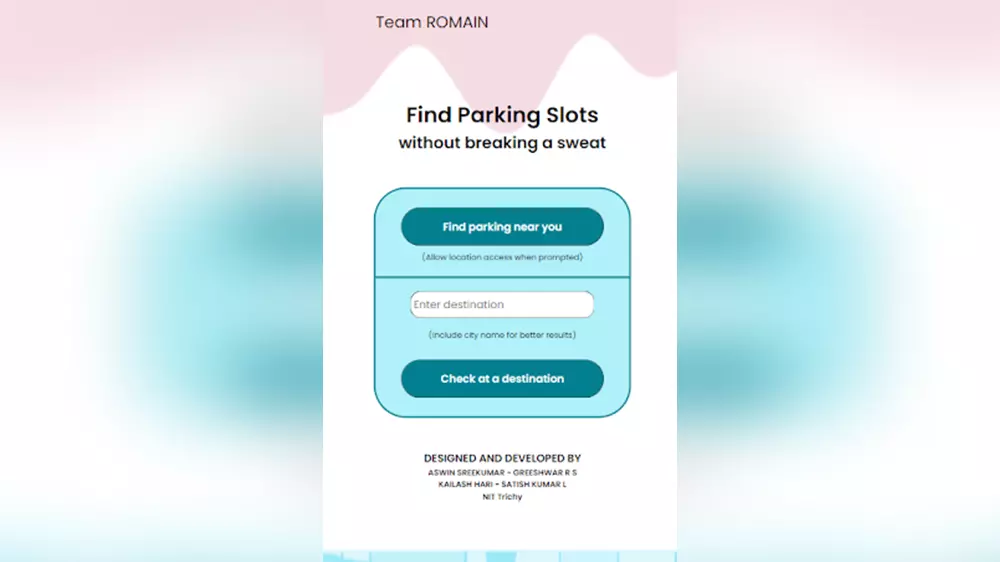 Team ROMAIN
Find Parking Slots
without breaking a sweat
Find parking near you
(Allow location access when prompted)
Enter destination
(Include city name for better results)
Check at a destination
DESIGNED AND DEVELOPED BY
ASWIN SREEKUMAR - GREESHWAR R S
KAILASH HARI - SATISH KUMAR L
NIT Trichy